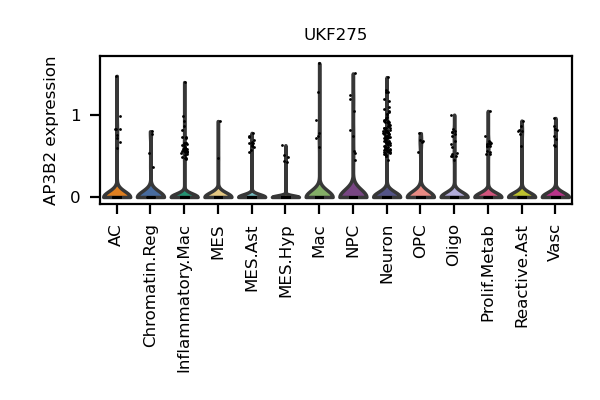 UKF275
AP3B2 expression
1
0
AC
Chromatin.Reg
Inflammatory.Mac
MES
MES.Ast
MES.Hyp
Mac
NPC
Neuron
OPC
Oligo
Prolif.Metab
Reactive.Ast
Vasc